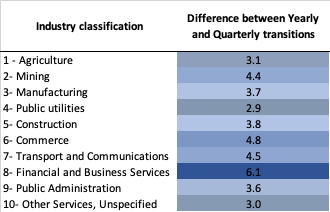 Industry classification Difference between Yearly
and Quarterly transitions
1 - Agriculture 3.1
2- Mining 4.4
3- Manufacturing 3.7
4- Public utilities 2.9
5- Construction 3.8
6- Commerce 4.8
7- Transport and Communications 4.5
8- Financial and Business Services 6.1
9- Public Administration 3.6
10- Other Services, Unspecified 3.0